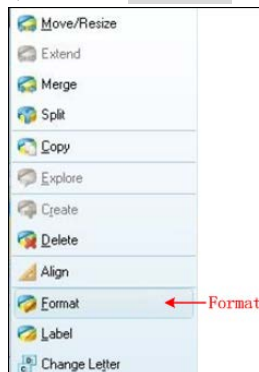 Move/Resize
Extend
Merge
Split
Copy
Explore
Create
Delete
Align
Format
Format
Label
Change Letter